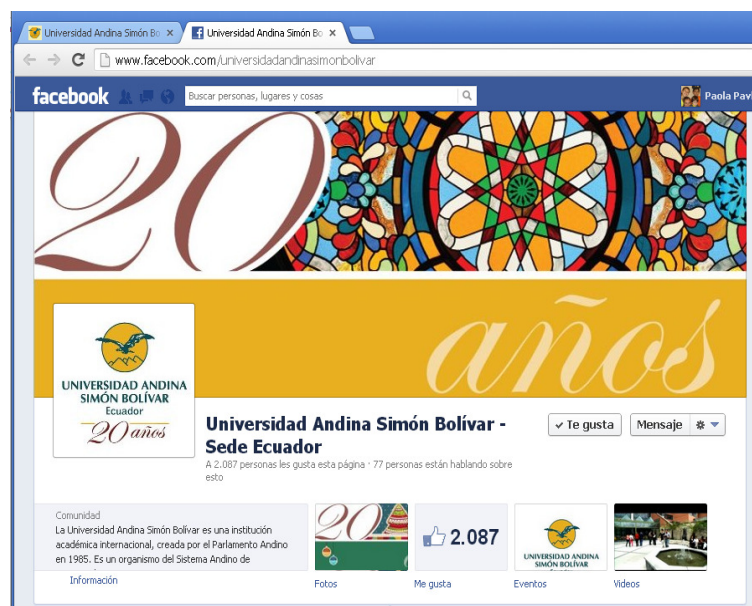 Universidad Andina Simón Bo
Universidad Andina Simón Bo
www.facebook.com/universidadandinasimonbolivar
facebook
Buscar personas, lugares y cosas
Paola Pavl
20
años
UNIVERSIDAD ANDINA
SIMÓN BOLÍVAR
Ecuador
20 años
Universidad Andina Simón Bolívar -
Sede Ecuador
Te gusta
Mensaje
A 2.087 personas les gusta esta página · 77 personas están hablando sobre
esto
Comunidad
La Universidad Andina Simón Bolívar es una institución
académica internacional, creada por el Parlamento Andino
en 1985. Es un organismo del Sistema Andino de
Información
20
Fotos
2.087
Me gusta
UNIVERSIDAD ANDINA
SIMÓN BOLÍVAR
Eventos
Videos